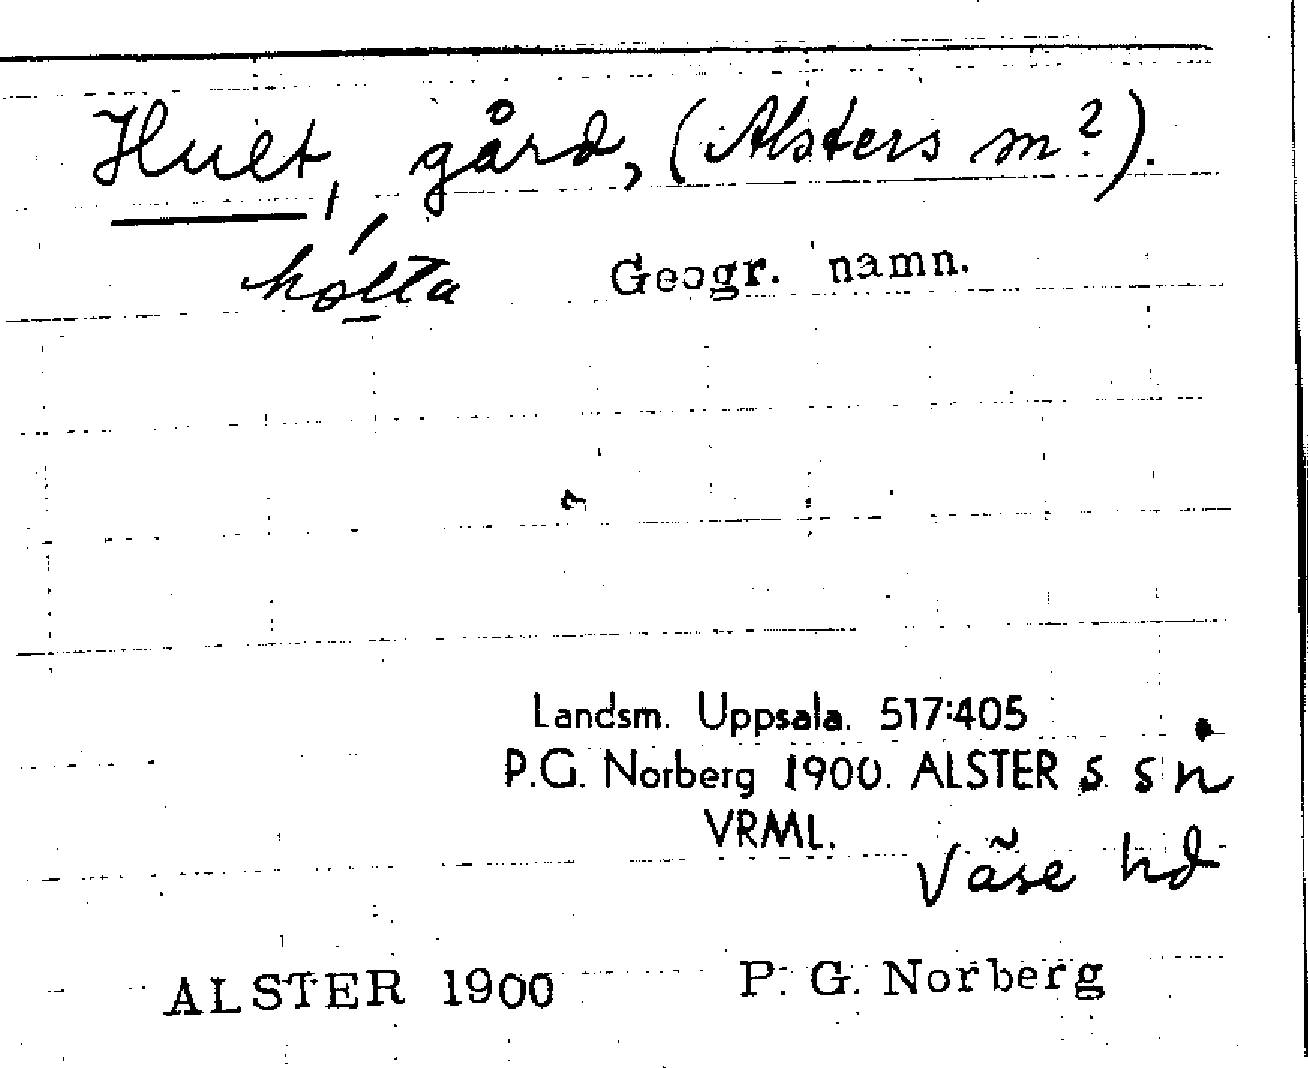 Hult, gård, (Alsters sn?).
hólta Geogr. namn.
Landsm. Uppsala. 517:405
P.G. Norberg 1900. ALSTER s sn
VRML.
Väse hd
ALSTER 1900 P. G. Norberg